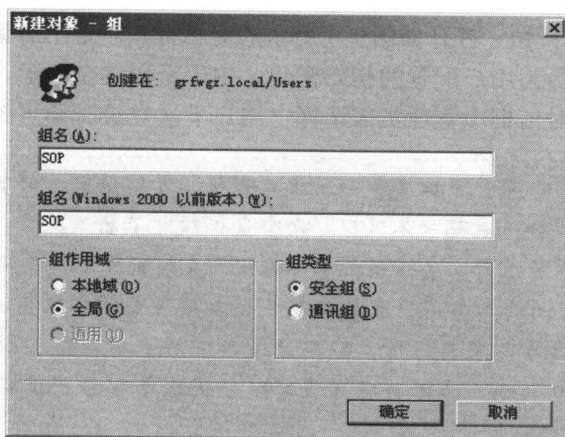 新建对象 - 组
创建在: grfwgz.local/Users
组名(A):
SOP
组名(Windows 2000 以前版本)(W):
SOP
组作用域
本地域(O)
全局(G)
通用(U)
组类型
安全组(S)
通讯组(D)
确定
取消